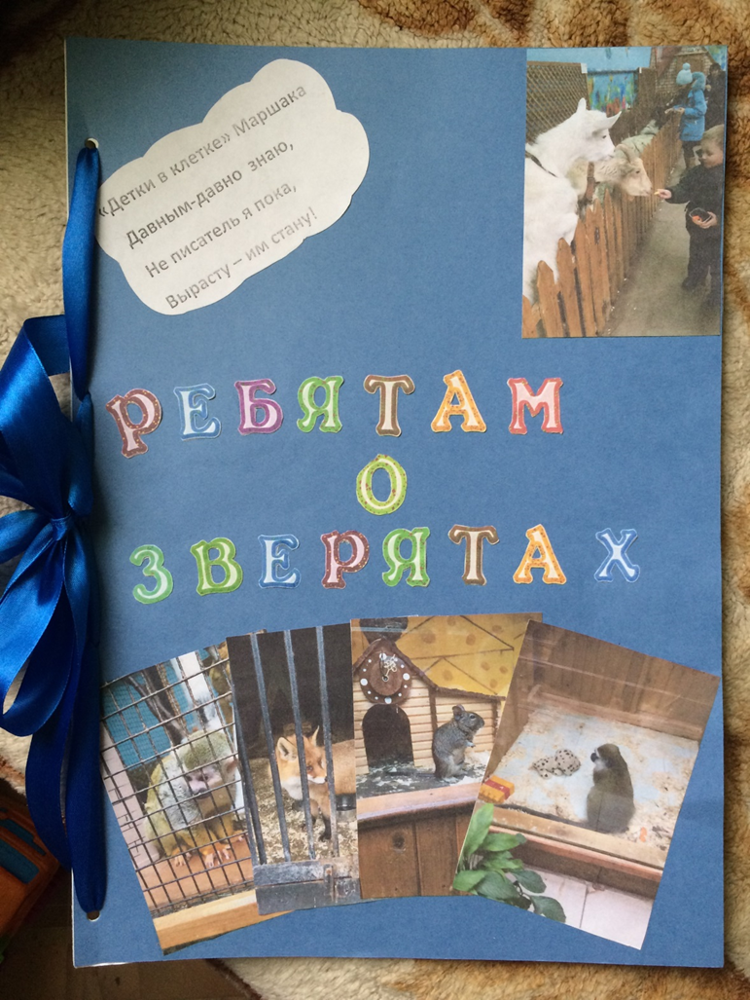 «Детки в клетке» Маршака
Давным-давно знаю,
Не писатель я пока,
Вырасту – им стану!
РЕБЯТАМ
О
ЗВЕРЯТАХ